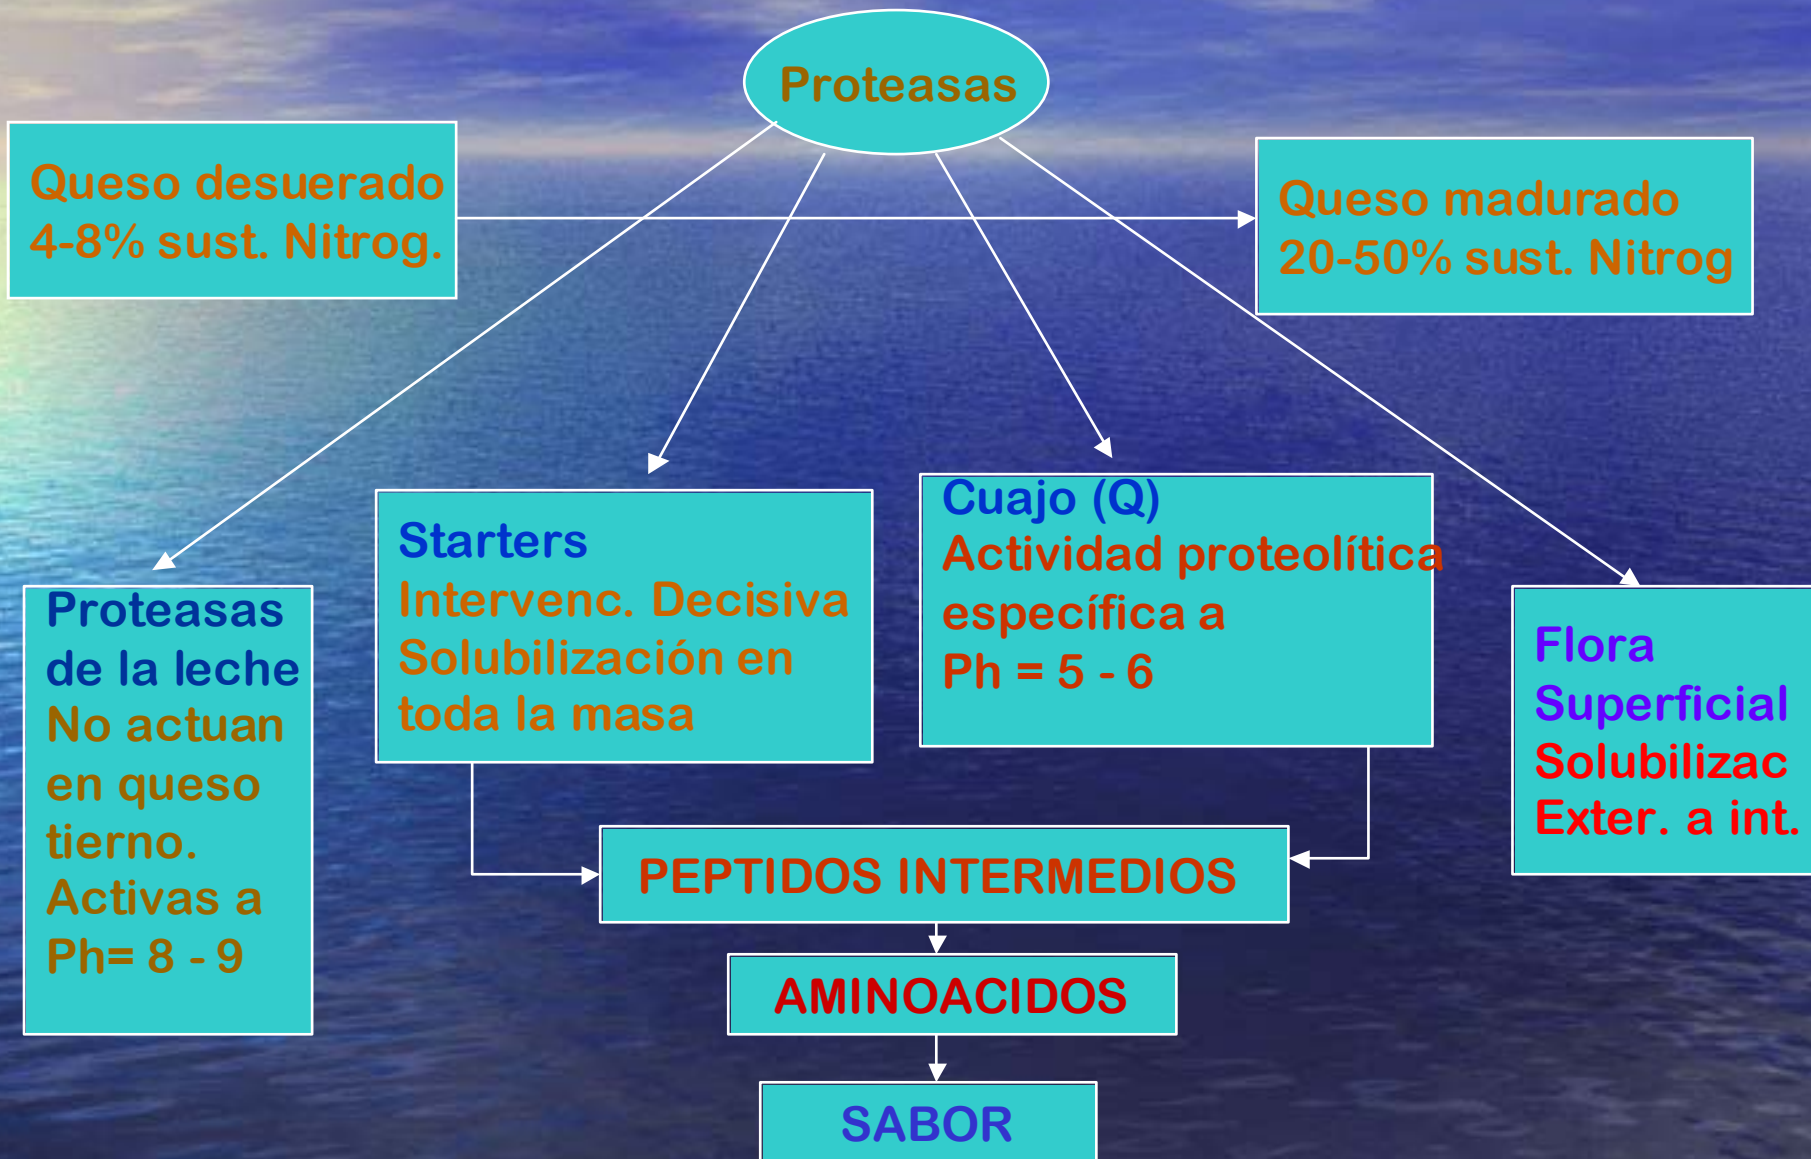 Proteasas
Queso desuerado
4-8% sust. Nitrog.
Queso madurado
20-50% sust. Nitrog
Proteasas
de la leche
No actuan
en queso
tierno.
Activas a
Ph= 8 - 9
Starters
Intervenc. Decisiva
Solubilización en
toda la masa
Cuajo (Q)
Actividad proteolítica
específica a
Ph = 5 - 6
Flora
Superficial
Solubilizac
Exter. a int.
PEPTIDOS INTERMEDIOS
AMINOACIDOS
SABOR